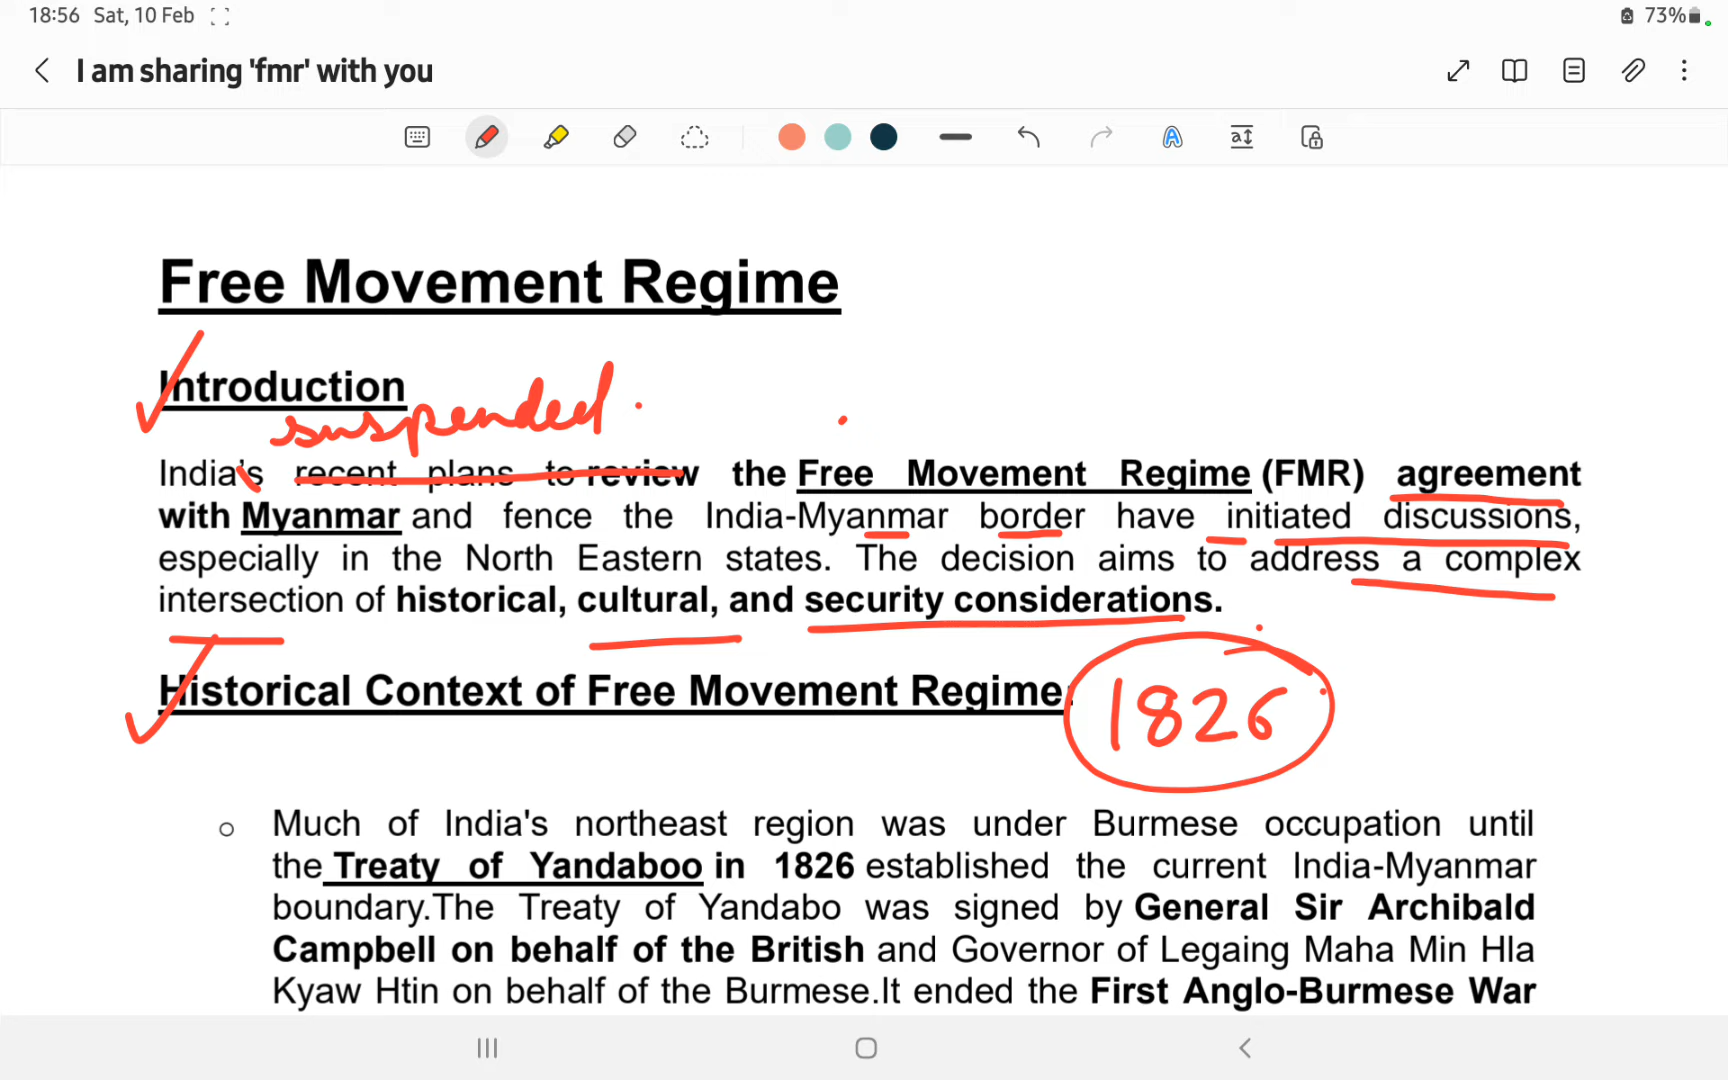 18:56 Sat, 10 Feb 73%
I am sharing 'fmr' with you
Free Movement Regime
Introduction
suspended.
India's recent plans to review the Free Movement Regime (FMR) agreement
with Myanmar and fence the India-Myanmar border have initiated discussions,
especially in the North Eastern states. The decision aims to address a complex
intersection of historical, cultural, and security considerations.
Historical Context of Free Movement Regime: 1826
Much of India's northeast region was under Burmese occupation until
the Treaty of Yandaboo in 1826 established the current India-Myanmar
boundary.The Treaty of Yandabo was signed by General Sir Archibald
Campbell on behalf of the British and Governor of Legaing Maha Min Hla
Kyaw Htin on behalf of the Burmese.It ended the First Anglo-Burmese War